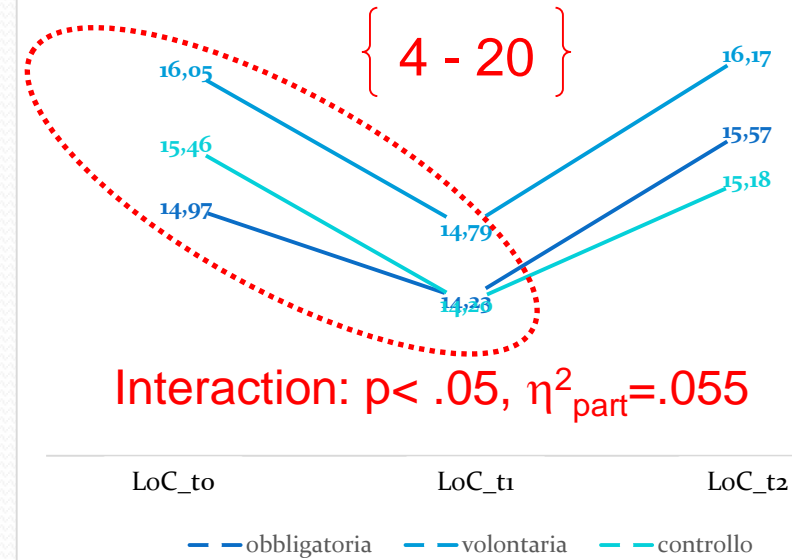 { 4 - 20 }
16,05
16,17
15,46
15,57
15,18
14,97
14,79
14,23
Interaction: p< .05, η²part=.055
LoC_t0
LoC_t1
LoC_t2
obbligatoria
volontaria
controllo